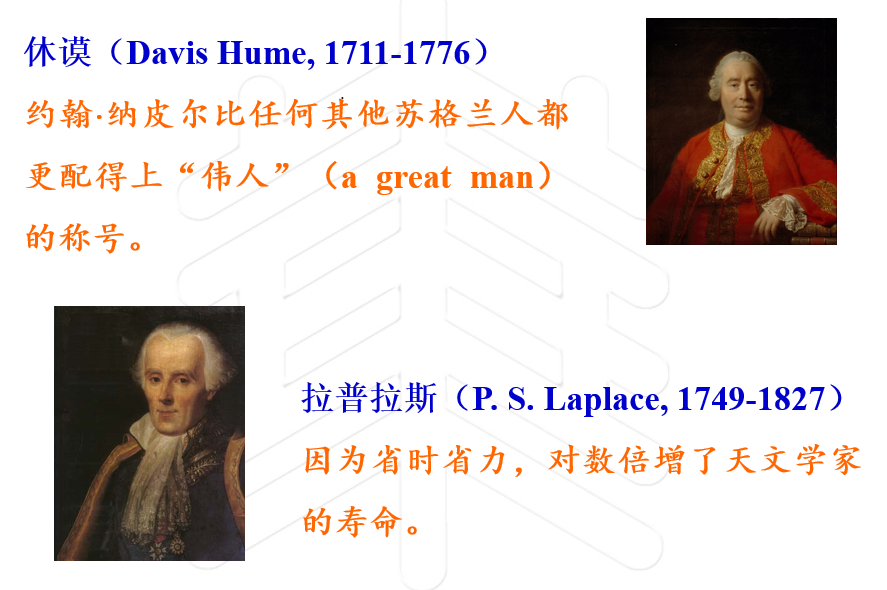 休谟（Davis Hume, 1711-1776）
约翰·纳皮尔比任何其他苏格兰人都
更配得上“伟人”（a great man）
的称号。
拉普拉斯（P. S. Laplace, 1749-1827）
因为省时省力，对数倍增了天文学家
的寿命。